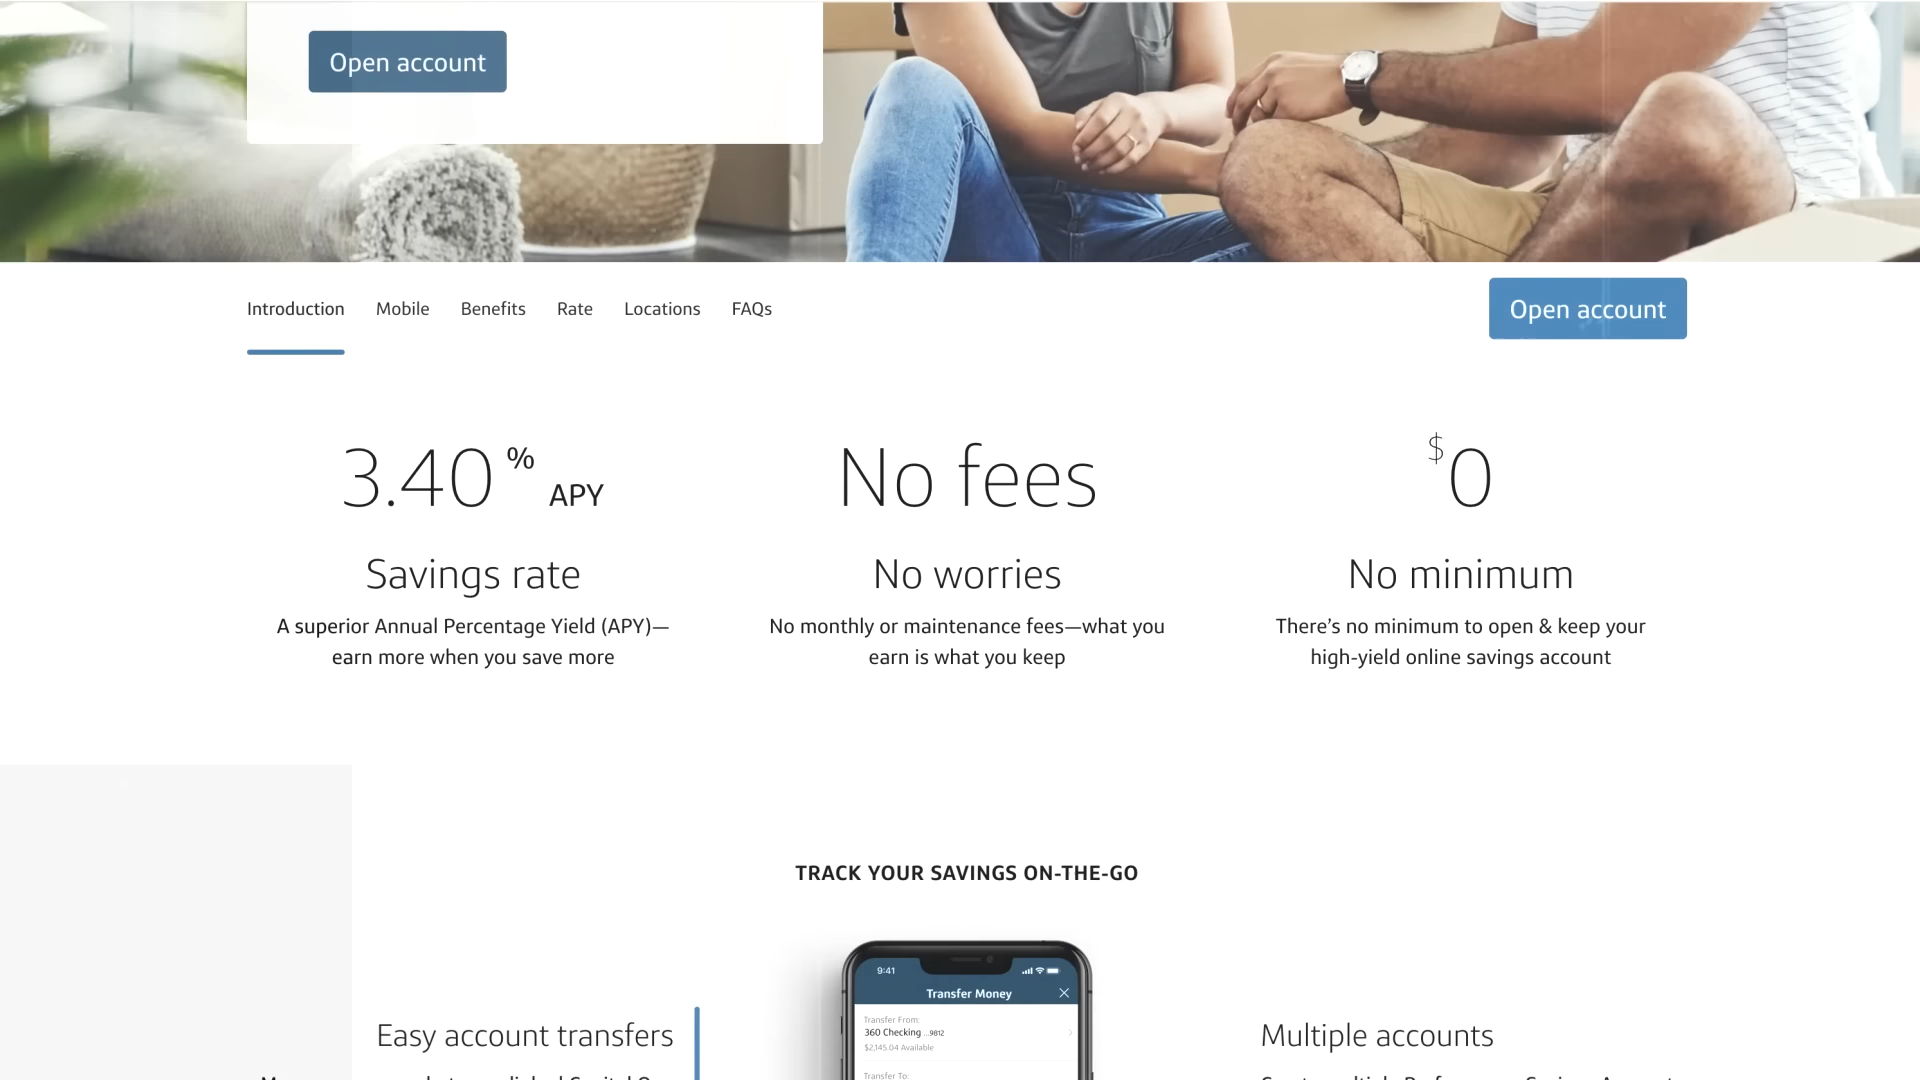 Open account
Introduction Mobile Benefits Rate Locations FAQs
Open account
3.40 % APY
No fees
$0
Savings rate
No worries
No minimum
A superior Annual Percentage Yield (APY)—
earn more when you save more
No monthly or maintenance fees—what you
earn is what you keep
There’s no minimum to open & keep your
high-yield online savings account
TRACK YOUR SAVINGS ON-THE-GO
9:41
Transfer Money
Transfer From:
360 Checking ...9812
$2,145.04 Available
Transfer To:
Easy account transfers
Multiple accounts